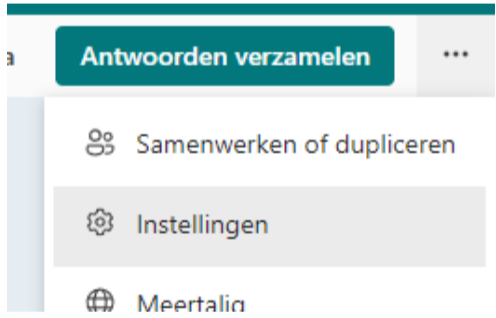 a
Antwoorden verzamelen
...
Samenwerken of dupliceren
Instellingen
Meertalig